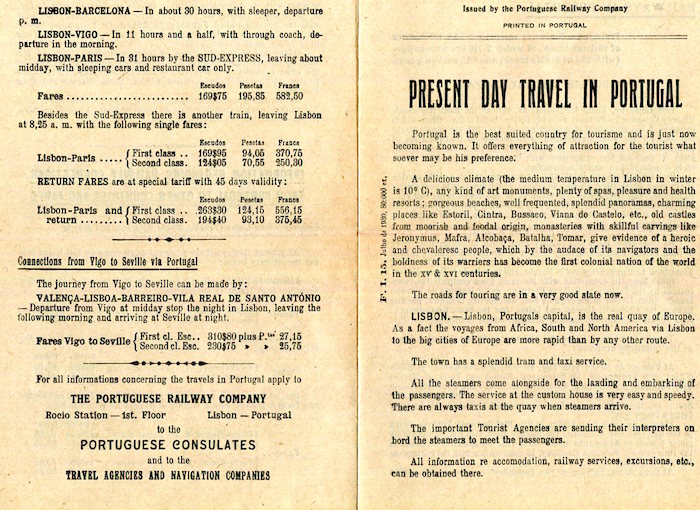 LISBON-BARCELONA — In about 30 hours, with sleeper, departure
p. m.
LISBON-VIGO — In 11 hours and a half, with through coach, de-
parture in the morning.
LISBON-PARIS — In 31 hours by the SUD-EXPRESS, leaving about
midday, with sleeping cars and restaurant car only.
Escudos Pesetas Francs
Fares 169$75 195,85 582,50
Besides the Sud-Express there is another train, leaving Lisbon
at 8,25 a. m. with the following single fares:
Escudos Pesetas Francs
Lisbon-Paris ..... { First class .. 169$95 94,05 370,75
Second class. 124$05 70,55 250,30
RETURN FARES are at special tariff with 45 days validity:
Escudos Pesetas Francs
Lisbon-Paris and { First class .. 263$30 124,15 556,15
return ......... Second class. 194$40 93,10 375,45
Connections from Vigo to Seville via Portugal
The journey from Vigo to Seville can be made by:
VALENÇA-LISBOA-BARREIRO-VILA REAL DE SANTO ANTÓNIO
— Departure from Vigo at midday stop the night in Lisbon, leaving the
following morning and arriving at Seville at night.
Fares Vigo to Seville { First cl. Esc.. 310$80 plus P.tas 27,15
Second cl. Esc. 230$75 » » 25,75
For all informations concerning the travels in Portugal apply to
THE PORTUGUESE RAILWAY COMPANY
Rocio Station — 1st. Floor Lisbon — Portugal
to the
PORTUGUESE CONSULATES
and to the
TRAVEL AGENCIES AND NAVIGATION COMPANIES
Issued by the Portuguese Railway Company
PRINTED IN PORTUGAL
PRESENT DAY TRAVEL IN PORTUGAL
Portugal is the best suited country for tourisme and is just now
becoming known. It offers everything of attraction for the tourist what
soever may be his preference:
A delicious climate (the medium temperature in Lisbon in winter
is 10º C), any kind of art monuments, plenty of spas, pleasure and health
resorts; gorgeous beaches, well frequented, splendid panoramas, charming
places like Estoril, Cintra, Bussaco, Viana do Castelo, etc., old castles
from moorish and feodal origin, monasteries with skilful carvings like
Jeronymus, Mafra, Alcobaça, Batalha, Tomar, give evidence of a heroic
and chevaleresc people, which by the audace of its navigators and the
boldness of its warriors has become the first colonial nation of the world
in the XV & XVI centuries.
The roads for touring are in a very good state now.
LISBON. — Lisbon, Portugals capital, is the real quay of Europe.
As a fact the voyages from Africa, South and North America via Lisbon
to the big cities of Europe are more rapid than by any other route.
The town has a splendid tram and taxi service.
All the steamers come alongside for the landing and embarking of
the passengers. The service at the custom house is very easy and speedy.
There are always taxis at the quay when steamers arrive.
The important Tourist Agencies are sending their interpreters on
bord the steamers to meet the passengers.
All information re accomodation, railway services, excursions, etc.,
can be obtained there.
F. I. 15. Julho de 1930, 80:000 ex.